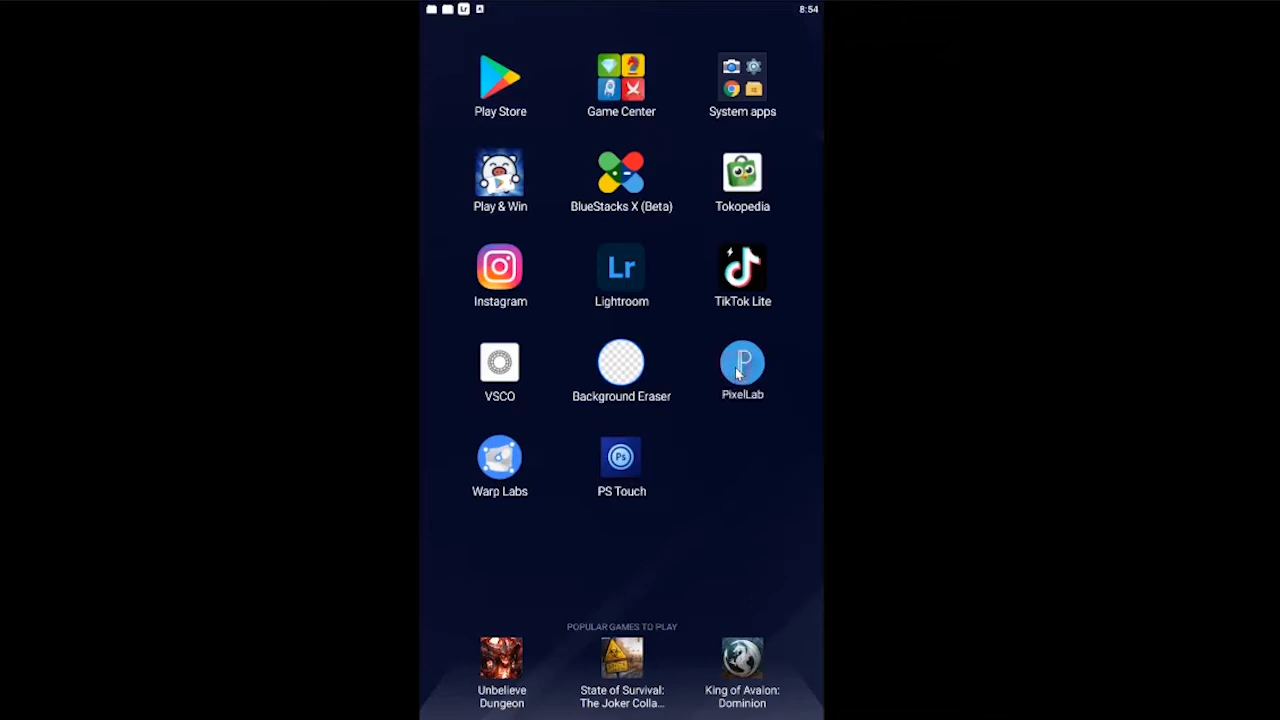 Lr
A
8:54
Play Store
Game Center
System apps
Play & Win
BlueStacks X (Beta)
Tokopedia
Lr
Instagram
Lightroom
TikTok Lite
P
VSCO
Background Eraser
PixelLab
Ps
Warp Labs
PS Touch
POPULAR GAMES TO PLAY
Unbelieve
Dungeon
State of Survival:
The Joker Colla...
King of Avalon:
Dominion